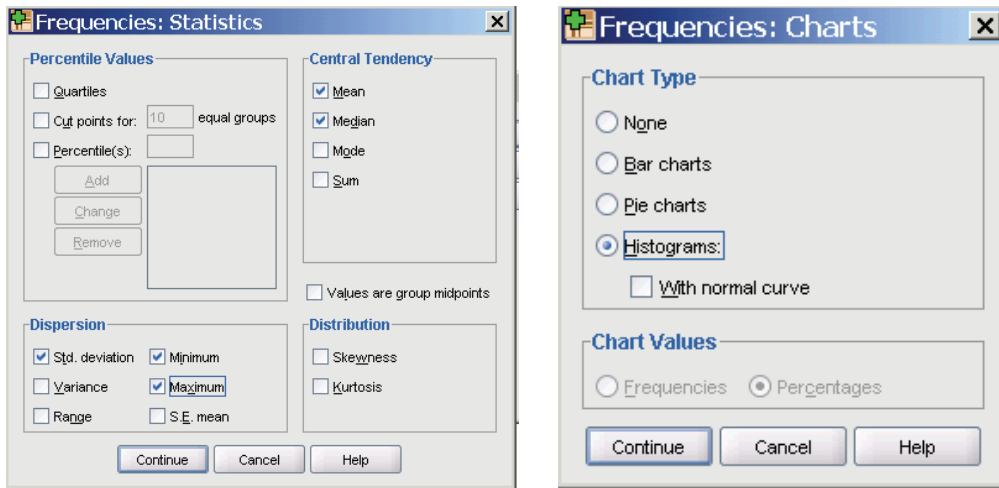 Frequencies: Statistics
Percentile Values
Quartiles
Cut points for: 10 equal groups
Percentile(s):
Add
Change
Remove
Central Tendency
Mean
Median
Mode
Sum
Values are group midpoints
Dispersion
Std. deviation Minimum
Variance Maximum
Range S.E. mean
Distribution
Skewness
Kurtosis
Continue Cancel Help
Frequencies: Charts
Chart Type
None
Bar charts
Pie charts
Histograms:
With normal curve
Chart Values
Frequencies Percentages
Continue Cancel Help